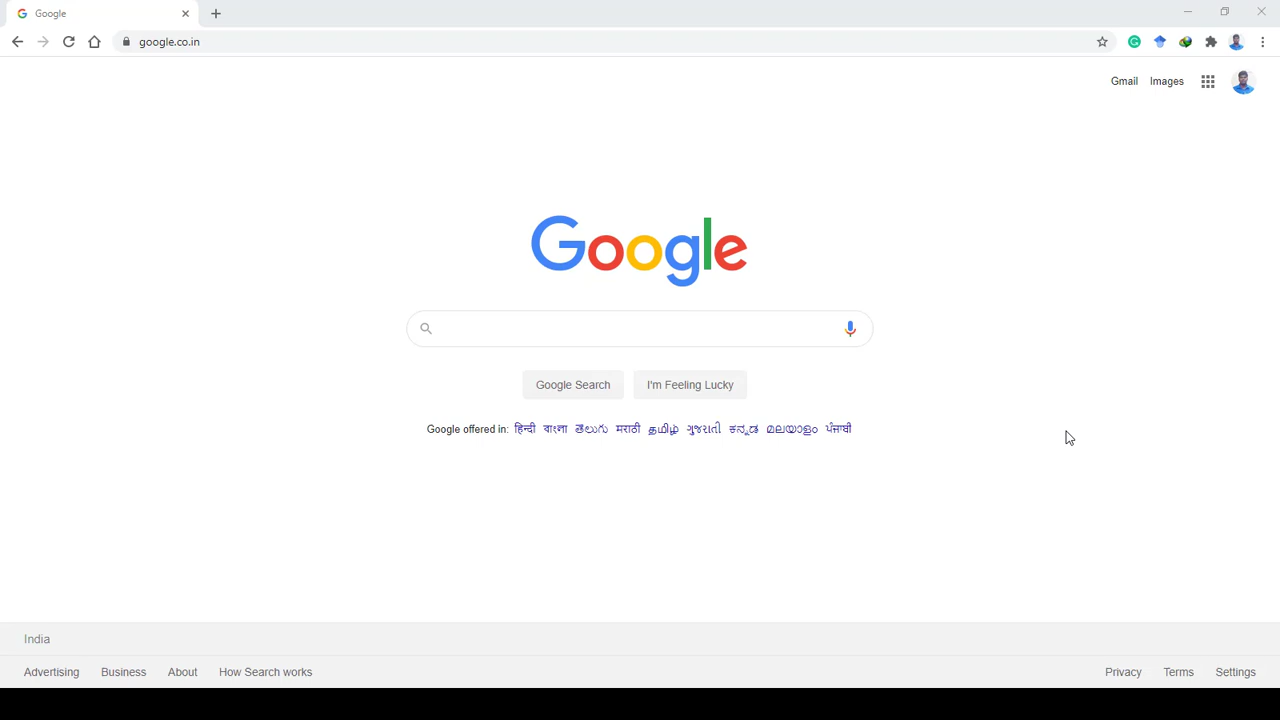 Google
google.co.in
Gmail Images
Google
Google Search I'm Feeling Lucky
Google offered in: हिन्दी বাংলা తెలుగు मराठी தமிழ் ગુજરાતી ಕನ್ನಡ മലയാളം ਪੰਜਾਬੀ
India
Advertising Business About How Search works Privacy Terms Settings